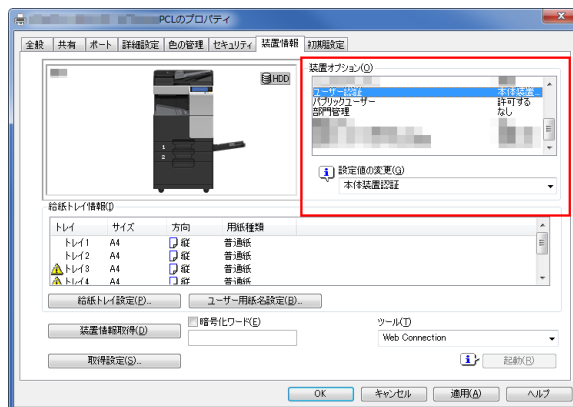 PCLのプロパティ
全般 共有 ポート 詳細設定 色の管理 セキュリティ 装置情報 初期設定
HDD
1
2
装置オプション(O)
ユーザー認証 本体装置...
パブリックユーザー 許可する
部門管理 なし
設定値の変更(G)
本体装置認証
給紙トレイ情報(I)
トレイ サイズ 方向 用紙種類
トレイ1 A4 縦 普通紙
トレイ2 A4 縦 普通紙
トレイ3 A4 縦 普通紙
トレイ4 A4 縦 普通紙
給紙トレイ設定(P)... ユーザー用紙名設定(B)...
装置情報取得(D)
暗号化ワード(E)
ツール(T)
Web Connection
取得設定(S)...
起動(R)
OK キャンセル 適用(A) ヘルプ